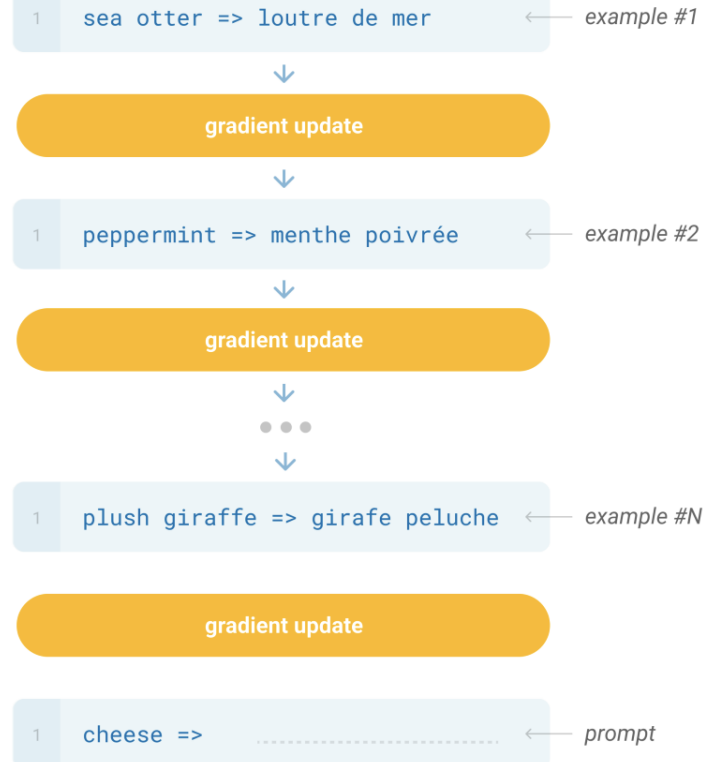 1 sea otter => loutre de mer example #1
gradient update
1 peppermint => menthe poivrée example #2
gradient update
1 plush giraffe => girafe peluche example #N
gradient update
1 cheese => prompt